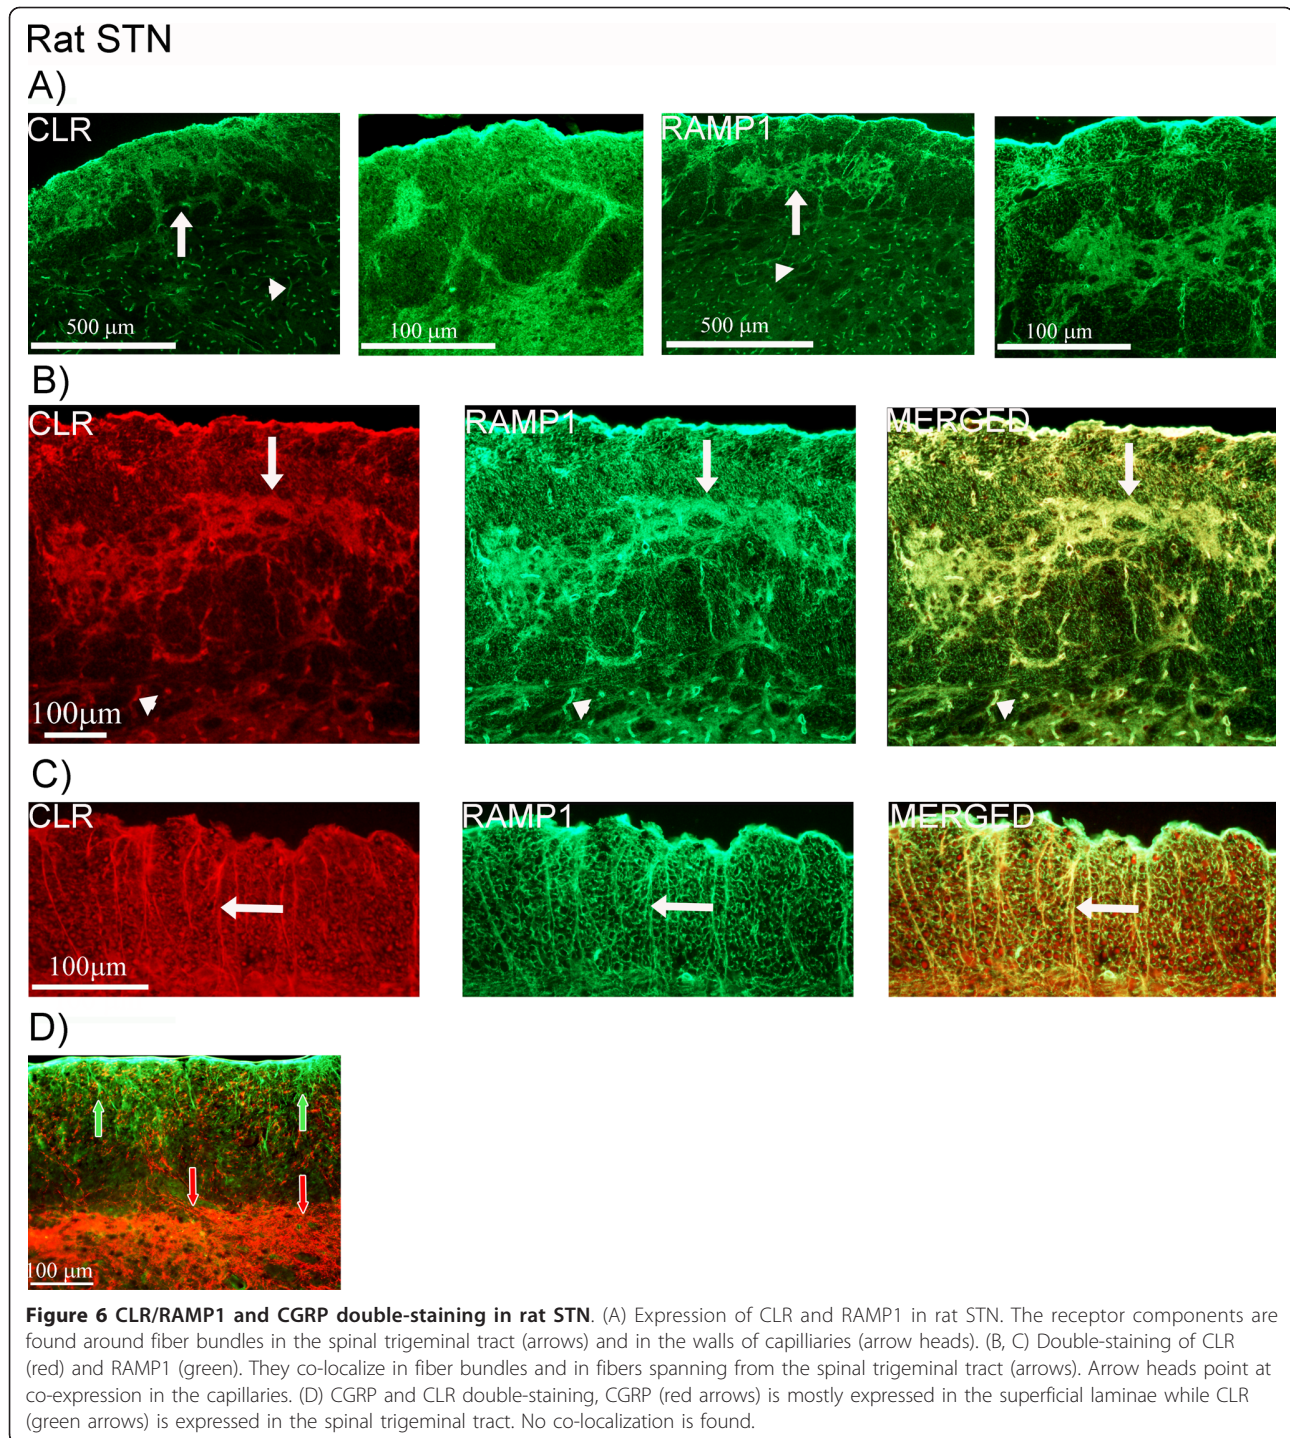 Rat STN
A)
CLR
RAMP1
500 µm
100 µm
500 µm
100 µm
B)
CLR
RAMP1
MERGED
100µm
C)
CLR
RAMP1
MERGED
100µm
D)
100 µm
Figure 6 CLR/RAMP1 and CGRP double-staining in rat STN. (A) Expression of CLR and RAMP1 in rat STN. The receptor components are
found around fiber bundles in the spinal trigeminal tract (arrows) and in the walls of capilliaries (arrow heads). (B, C) Double-staining of CLR
(red) and RAMP1 (green). They co-localize in fiber bundles and in fibers spanning from the spinal trigeminal tract (arrows). Arrow heads point at
co-expression in the capillaries. (D) CGRP and CLR double-staining, CGRP (red arrows) is mostly expressed in the superficial laminae while CLR
(green arrows) is expressed in the spinal trigeminal tract. No co-localization is found.